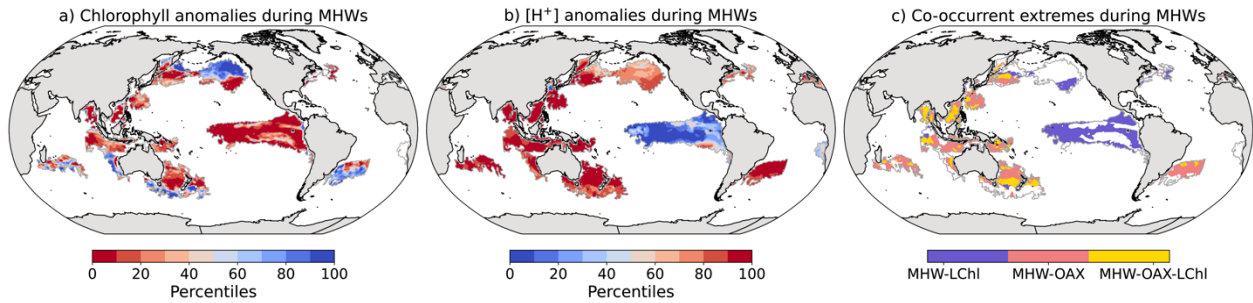 a) Chlorophyll anomalies during MHWs
b) [H⁺] anomalies during MHWs
c) Co-occurrent extremes during MHWs
0 20 40 60 80 100
Percentiles
0 20 40 60 80 100
Percentiles
MHW-LChl MHW-OAX MHW-OAX-LChl